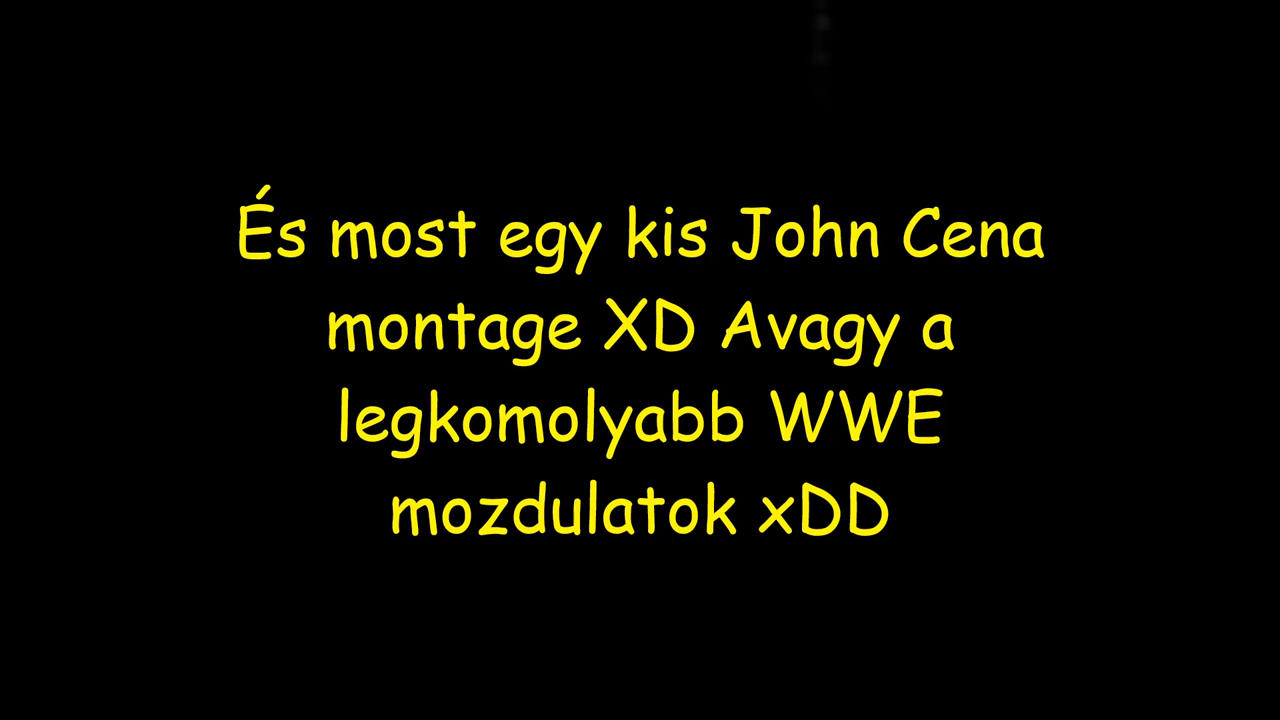 És most egy kis John Cena
montage XD Avagy a
legkomolyabb WWE
mozdulatok xDD